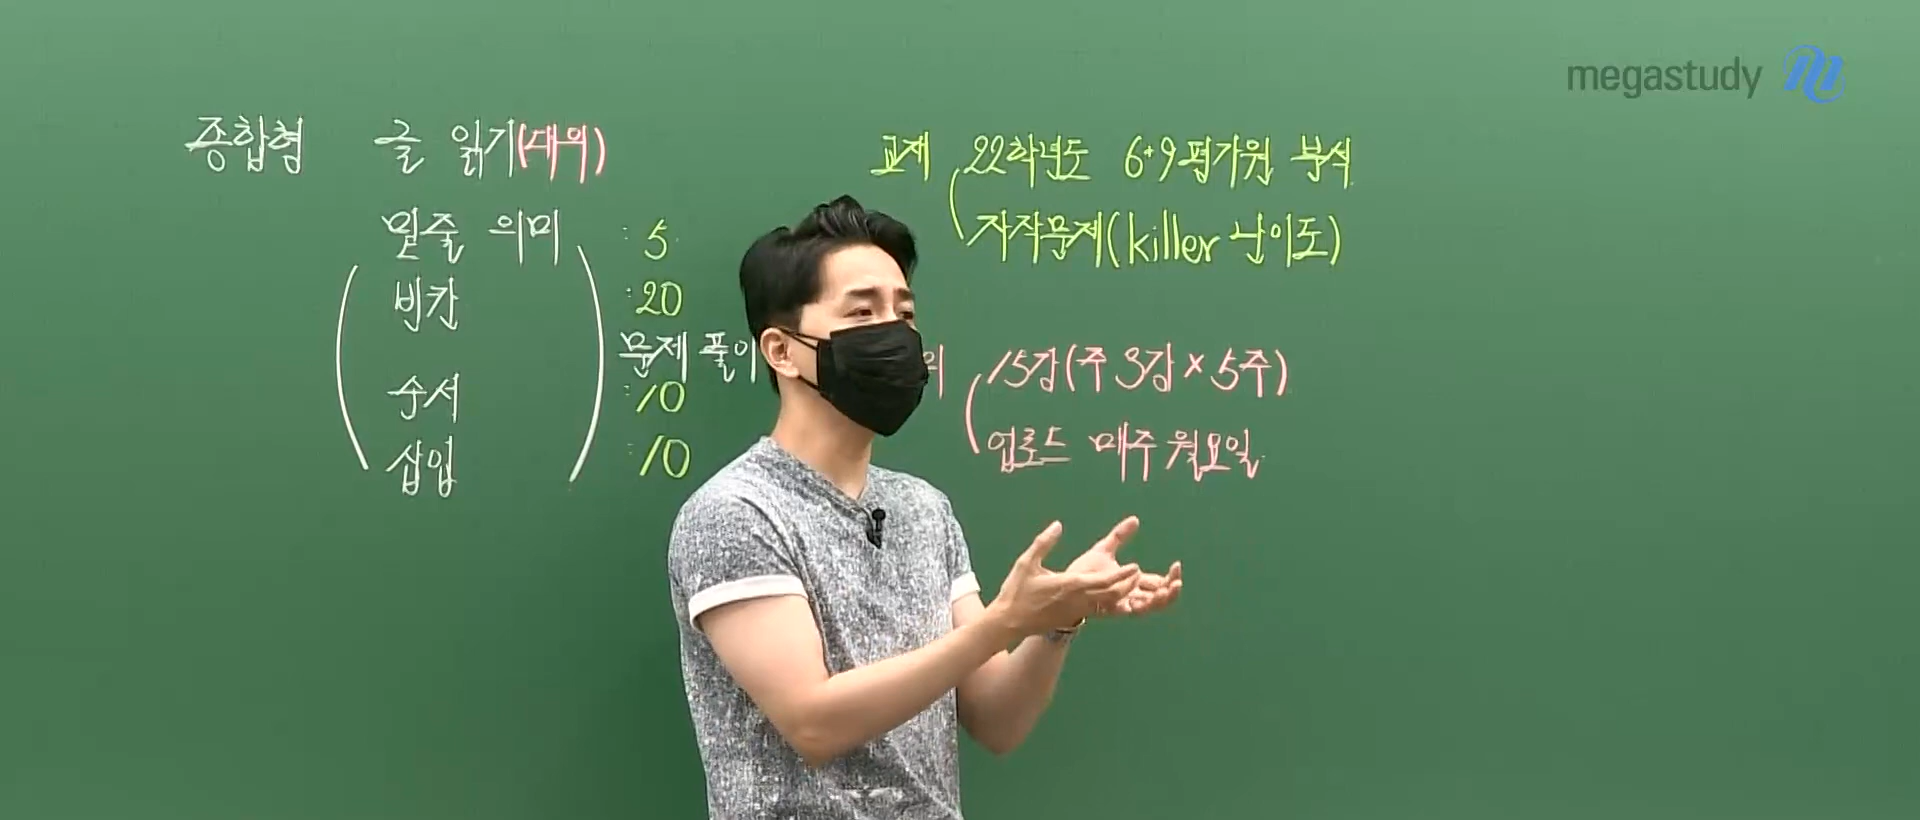 megastudy
종합형 글 읽기(대의)
밑줄 의미 : 5
빈칸 : 20
문제 풀이
순서 : 10
삽입 : 10
교재 22학년도 6•9평가원 분석
자작문제(killer 난이도)
15강(주 3강 × 5주)
업로드 매주 월요일